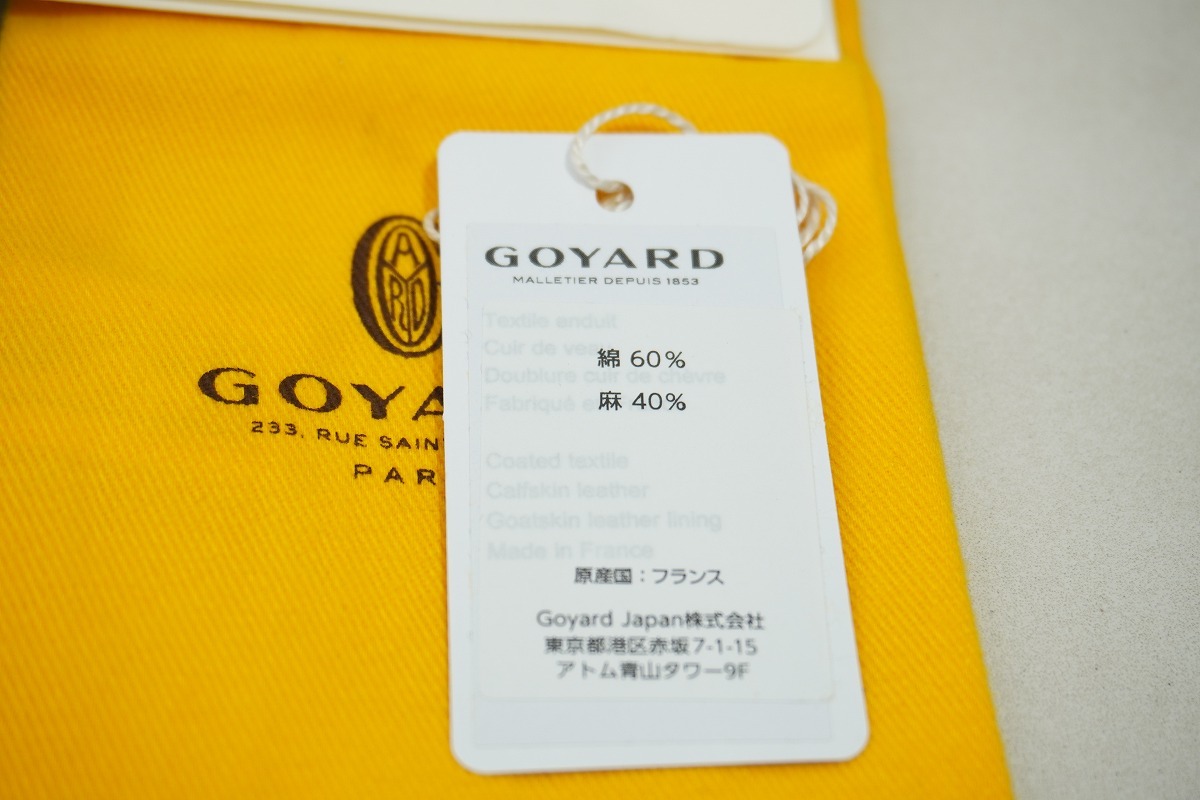 GOYARD
MALLETIER DEPUIS 1853
Textile enduit
Cuir de veau
綿 60%
Doublure cuir de chèvre
麻 40%
Fabriqué
Coated textile
Calfskin leather
Goatskin leather lining
Made in France
原産国：フランス
Goyard Japan株式会社
東京都港区赤坂7-1-15
アトム青山タワー9F
GOYA
233, RUE SAIN
PAR